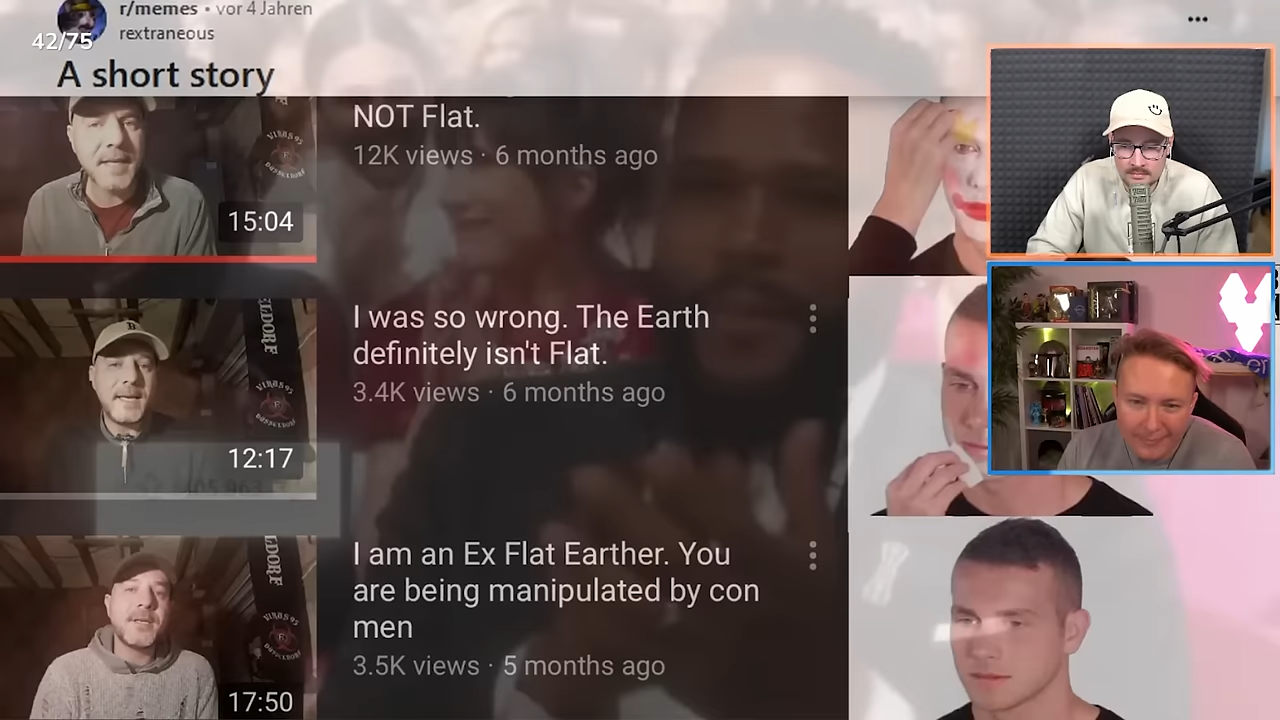 r/memes • vor 4 Jahren
42/75
rextraneous
A short story
NOT Flat.
12K views · 6 months ago
15:04
I was so wrong. The Earth
definitely isn't Flat.
3.4K views · 6 months ago
12:17
I am an Ex Flat Earther. You
are being manipulated by con
men
3.5K views · 5 months ago
17:50